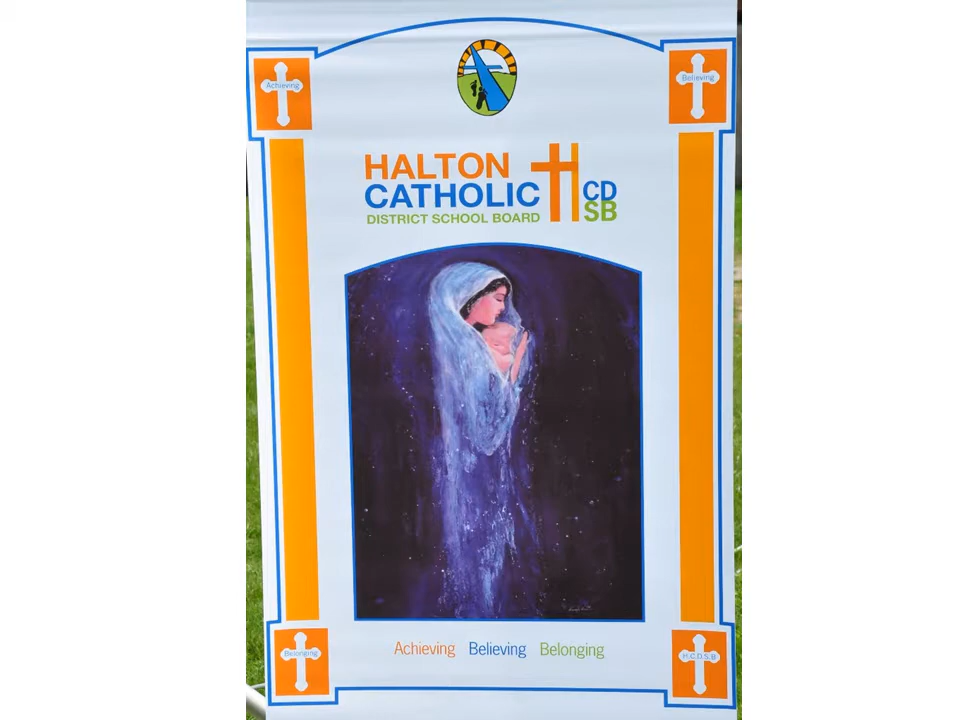 Achieving
Believing
HALTON
CATHOLIC
DISTRICT SCHOOL BOARD
CD
SB
Achieving Believing Belonging
Belonging
H.C.D.S.B